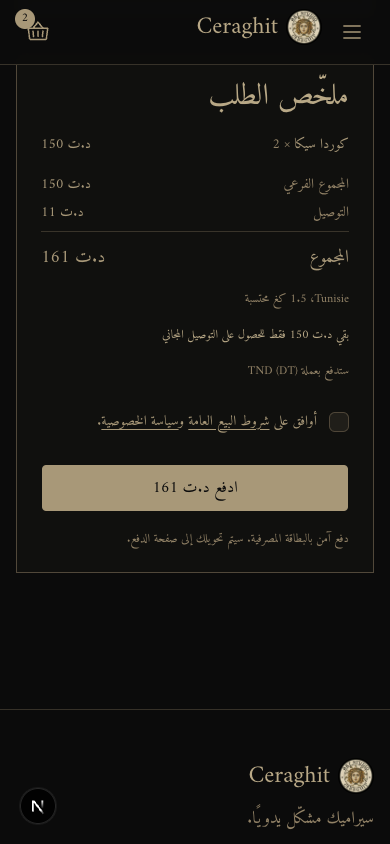 2
Ceraghit
ملخّص الطلب
كوردا سيكا × 2 د.ت 150
المجموع الفرعي د.ت 150
التوصيل د.ت 11
المجموع د.ت 161
Tunisie، 1.5 كغ محتسبة
بقي د.ت 150 فقط للحصول على التوصيل المجاني
ستدفع بعملة TND (DT)
أوافق على شروط البيع العامة وسياسة الخصوصية.
ادفع د.ت 161
دفع آمن بالبطاقة المصرفية. سيتم تحويلك إلى صفحة الدفع.
Ceraghit
سيراميك مشكّل يدويًا.
N